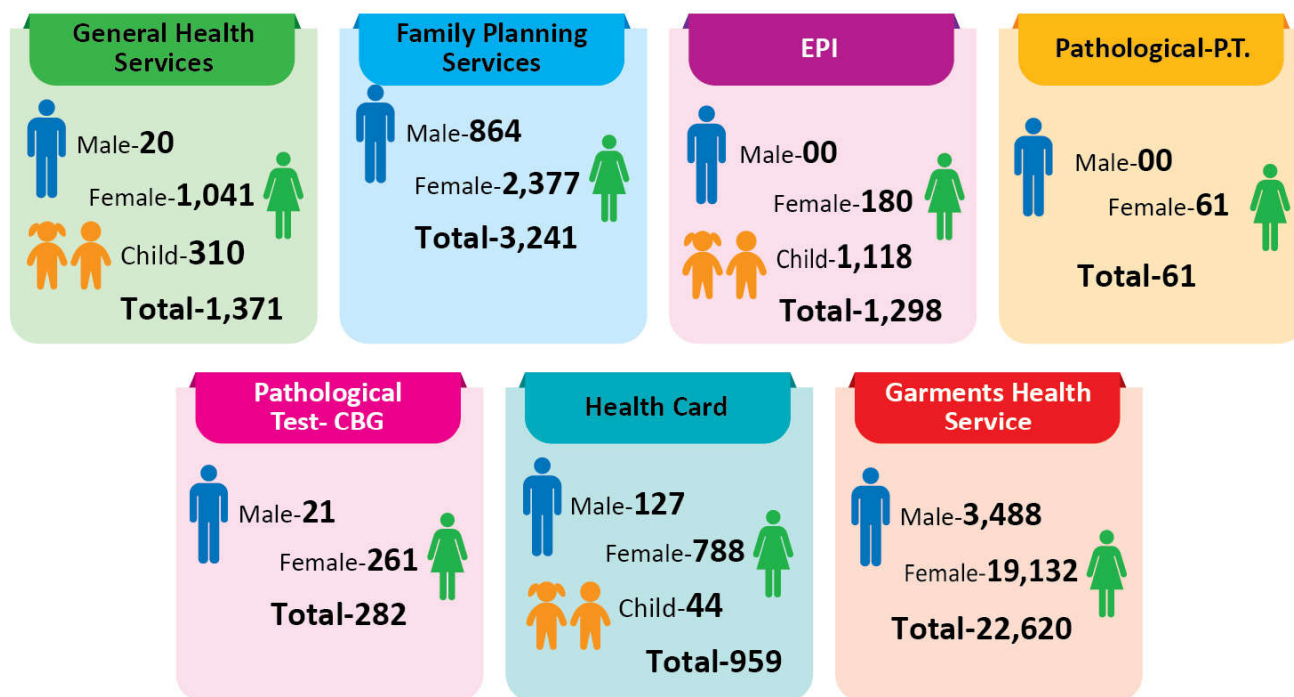 General Health
Services
Male-20
Female-1,041
Child-310
Total-1,371
Family Planning
Services
Male-864
Female-2,377
Total-3,241
EPI
Male-00
Female-180
Child-1,118
Total-1,298
Pathological-P.T.
Male-00
Female-61
Total-61
Pathological
Test- CBG
Male-21
Female-261
Total-282
Health Card
Male-127
Female-788
Child-44
Total-959
Garments Health
Service
Male-3,488
Female-19,132
Total-22,620